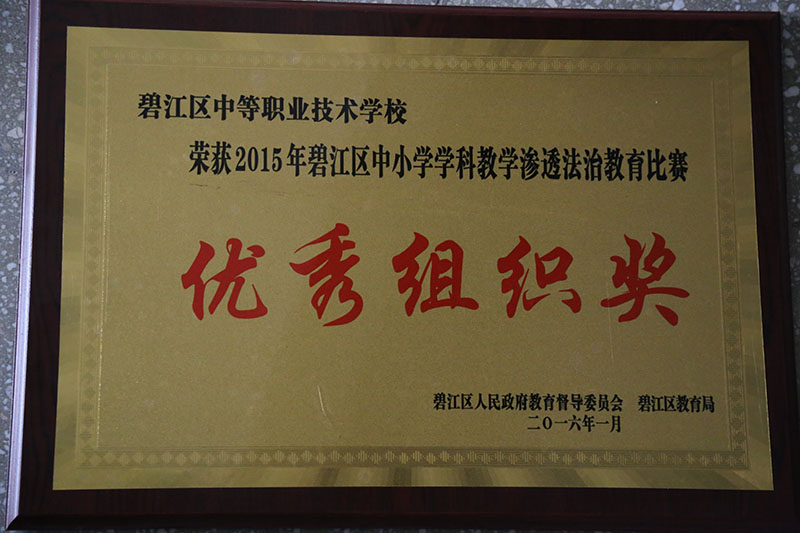 碧江区中等职业技术学校
荣获2015年碧江区中小学学科教学渗透法治教育比赛
优秀组织奖
碧江区人民政府教育督导委员会 碧江区教育局
二〇一六年一月